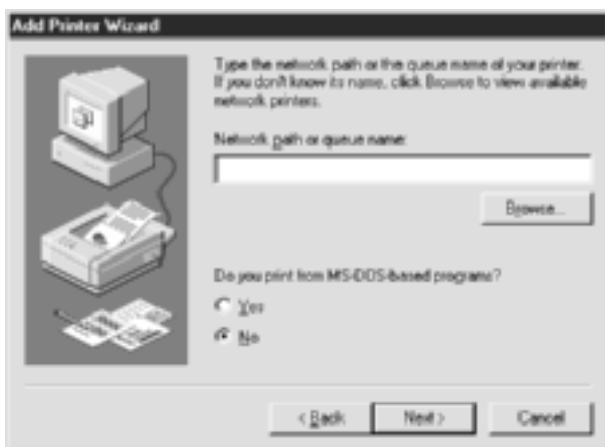 Add Printer Wizard
Type the network path or the queue name of your printer.
If you don't know its name, click Browse to view available
network printers.
Network path or queue name:
Browse...
Do you print from MS-DOS-based programs?
Yes
No
< Back
Next >
Cancel